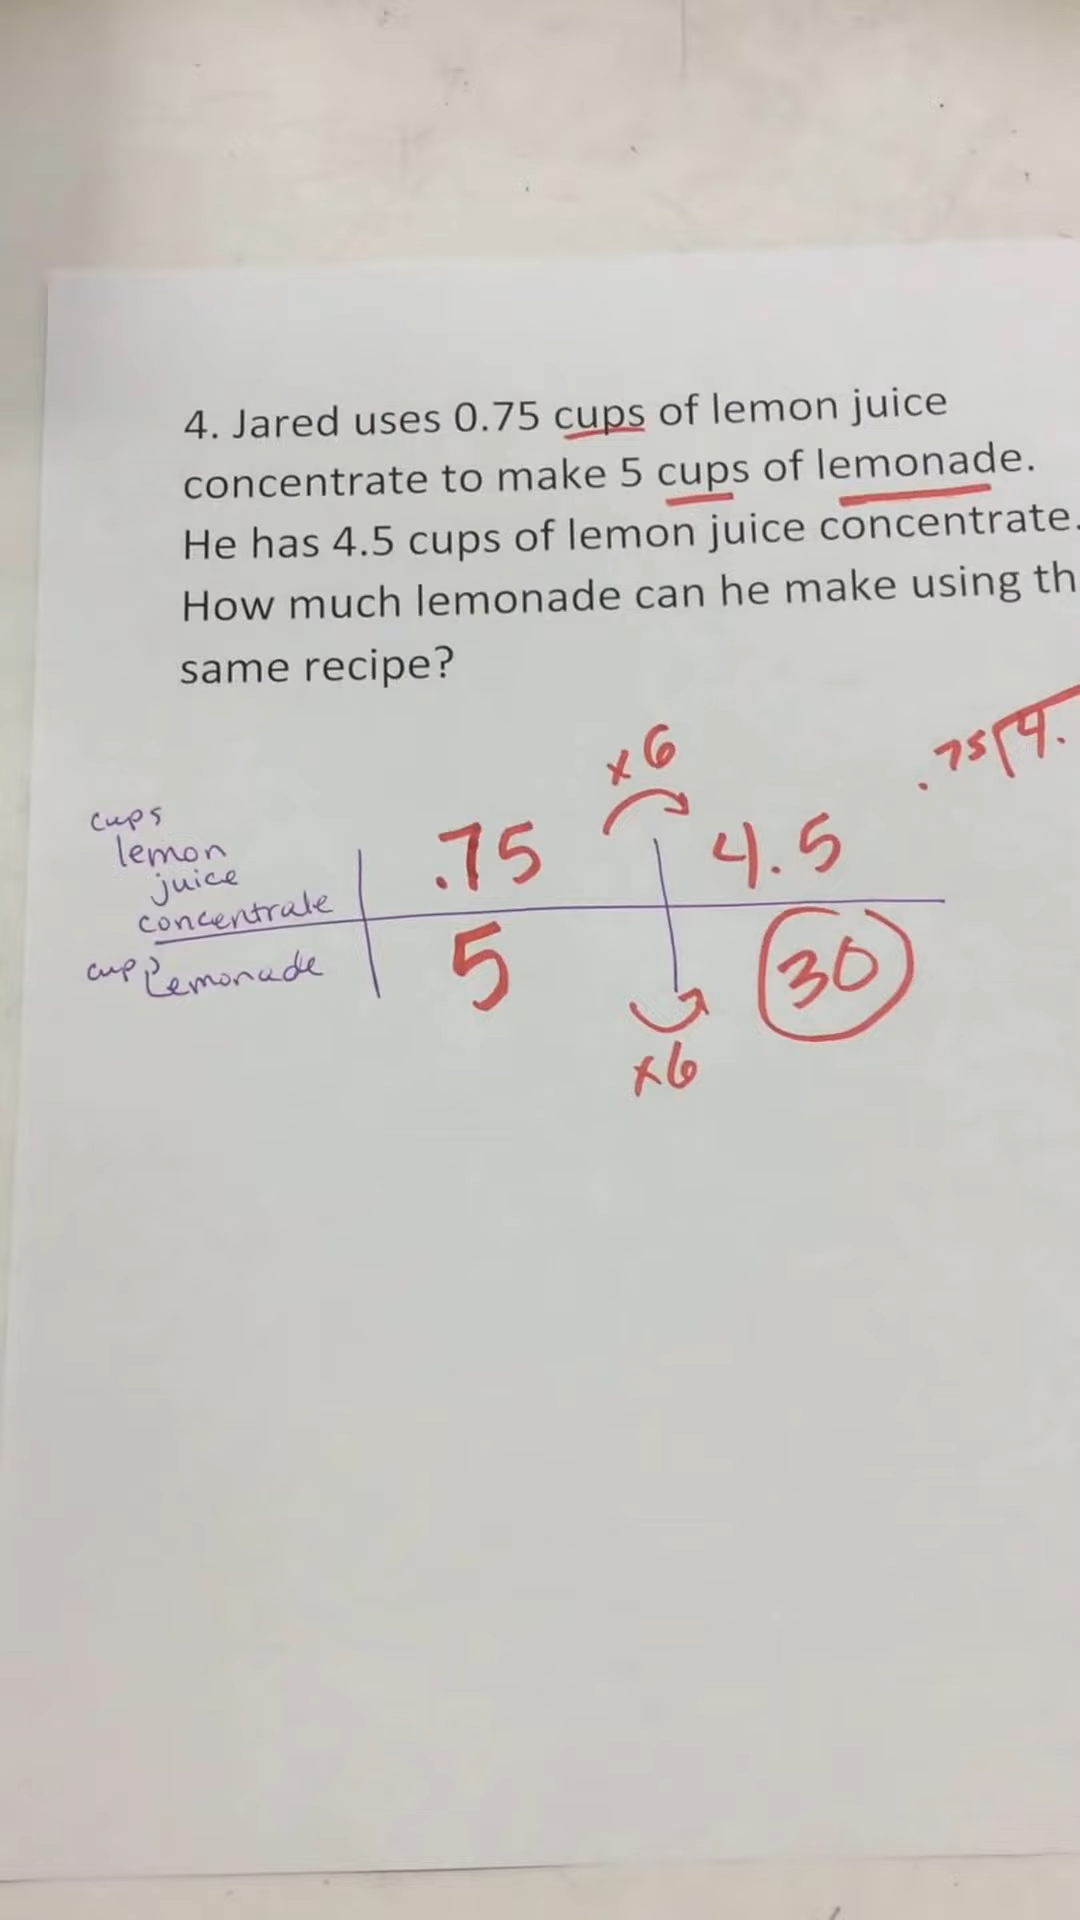 4. Jared uses 0.75 cups of lemon juice
concentrate to make 5 cups of lemonade.
He has 4.5 cups of lemon juice concentrate.
How much lemonade can he make using th
same recipe?
x6
.75 4.
cups
lemon
juice
concentrate
.75 4.5
cup Lemonade
5 30
x6